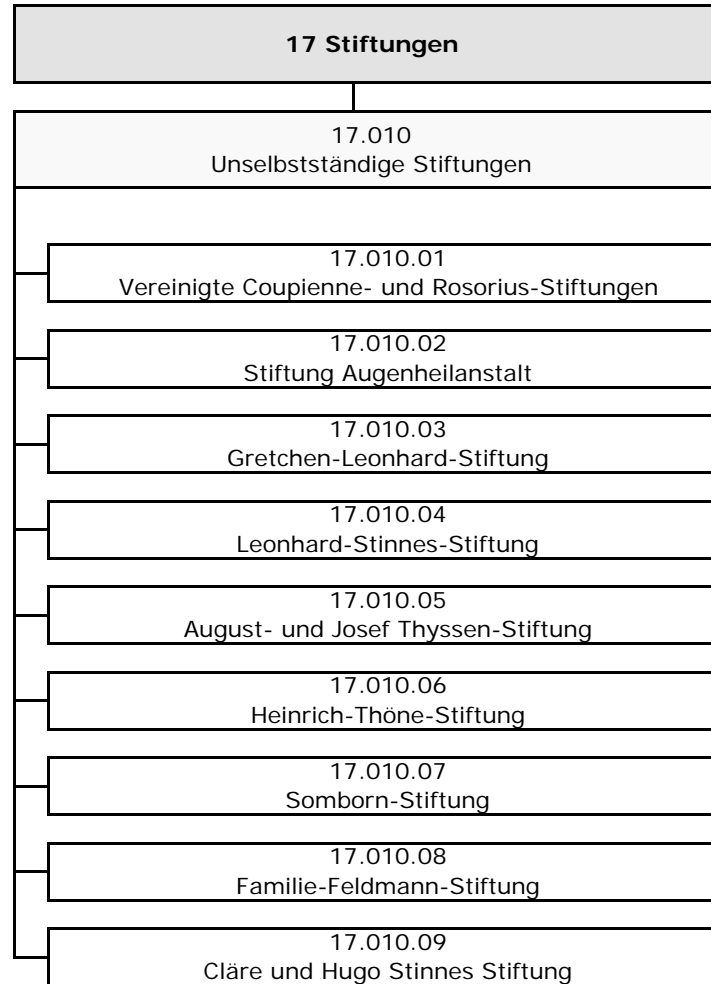 17 Stiftungen
17.010
Unselbstständige Stiftungen
17.010.01
Vereinigte Coupienne- und Rosorius-Stiftungen
17.010.02
Stiftung Augenheilanstalt
17.010.03
Gretchen-Leonhard-Stiftung
17.010.04
Leonhard-Stinnes-Stiftung
17.010.05
August- und Josef Thyssen-Stiftung
17.010.06
Heinrich-Thöne-Stiftung
17.010.07
Somborn-Stiftung
17.010.08
Familie-Feldmann-Stiftung
17.010.09
Cläre und Hugo Stinnes Stiftung